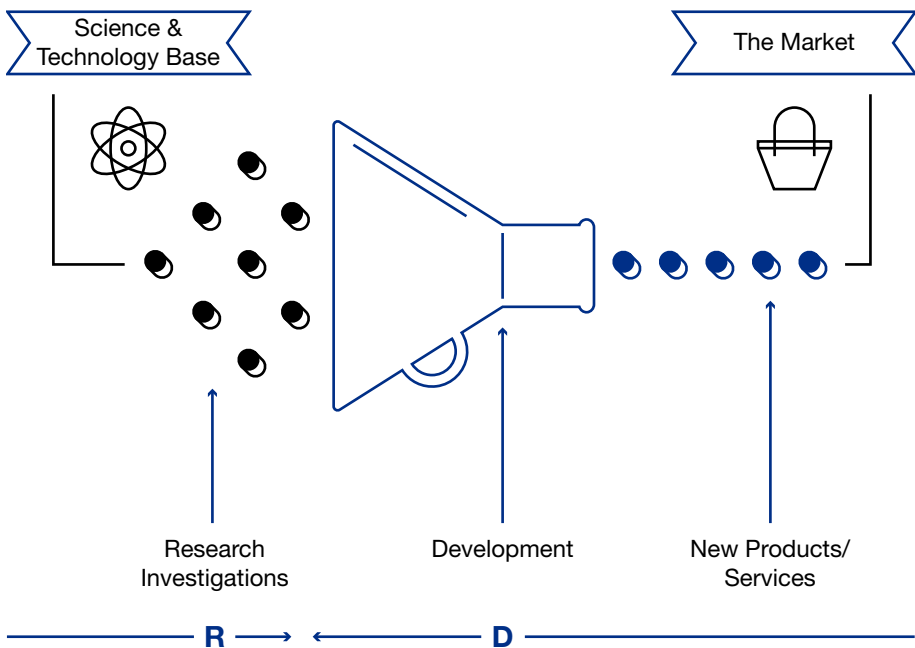 Science &
Technology Base
The Market
Research
Investigations
Development
New Products/
Services
R
D